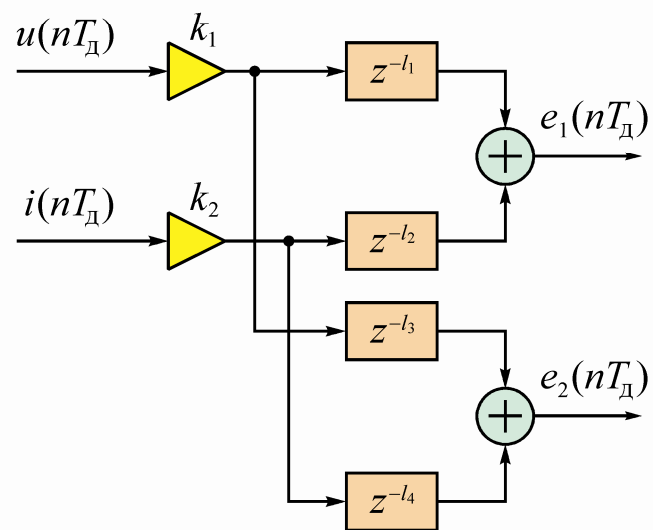 u(nTд)
k₁
z⁻ˡ¹
e₁(nTд)
i(nTд)
k₂
z⁻ˡ²
z⁻ˡ³
e₂(nTд)
z⁻ˡ⁴